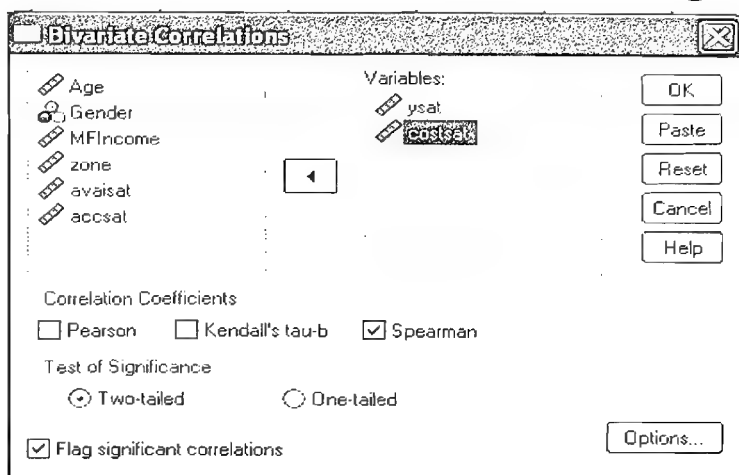 Bivariate Correlations
Age
Gender
MFIncome
zone
avaisat
accsat
Variables:
ysat
costsat
OK
Paste
Reset
Cancel
Help
Correlation Coefficients
Pearson
Kendall's tau-b
Spearman
Test of Significance
Two-tailed
One-tailed
Flag significant correlations
Options...